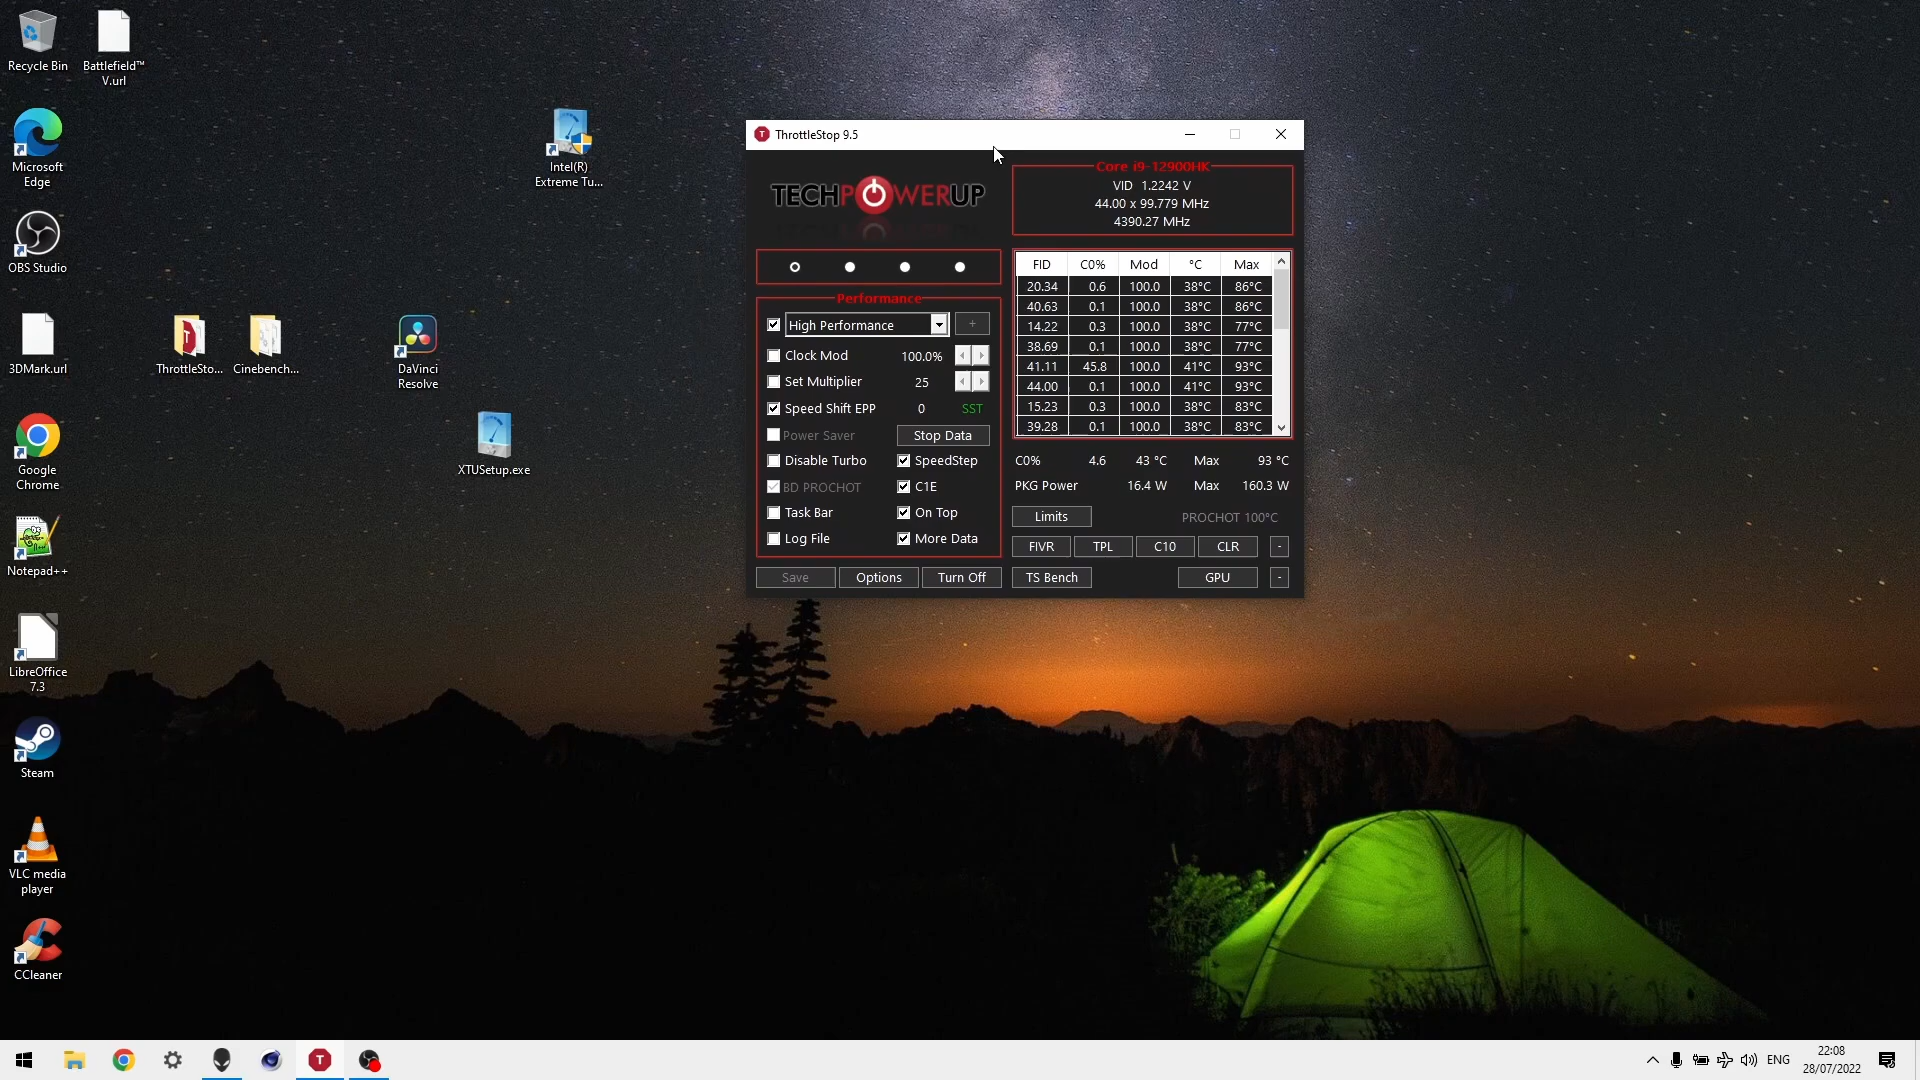 Recycle Bin
Battlefield™
V.url
Microsoft
Edge
OBS Studio
3DMark.url
Google
Chrome
Notepad++
LibreOffice
7.3
Steam
VLC media
player
CCleaner
ThrottleSto...
Cinebench...
DaVinci
Resolve
XTUSetup.exe
Intel(R)
Extreme Tu...
ThrottleStop 9.5
TECHPOWERUP
Performance
High Performance
+
Clock Mod 100.0%
Set Multiplier 25
Speed Shift EPP 0 SST
Power Saver Stop Data
Disable Turbo SpeedStep
BD PROCHOT C1E
Task Bar On Top
Log File More Data
Save Options Turn Off
Core i9-12900HK
VID 1.2242 V
44.00 x 99.779 MHz
4390.27 MHz
FID C0% Mod °C Max
20.34 0.6 100.0 38°C 86°C
40.63 0.1 100.0 38°C 86°C
14.22 0.3 100.0 38°C 77°C
38.69 0.1 100.0 38°C 77°C
41.11 45.8 100.0 41°C 93°C
44.00 0.1 100.0 41°C 93°C
15.23 0.3 100.0 38°C 83°C
39.28 0.1 100.0 38°C 83°C
C0% 4.6 43 °C Max 93 °C
PKG Power 16.4 W Max 160.3 W
Limits PROCHOT 100°C
FIVR TPL C10 CLR -
TS Bench GPU -
ENG
22:08
28/07/2022